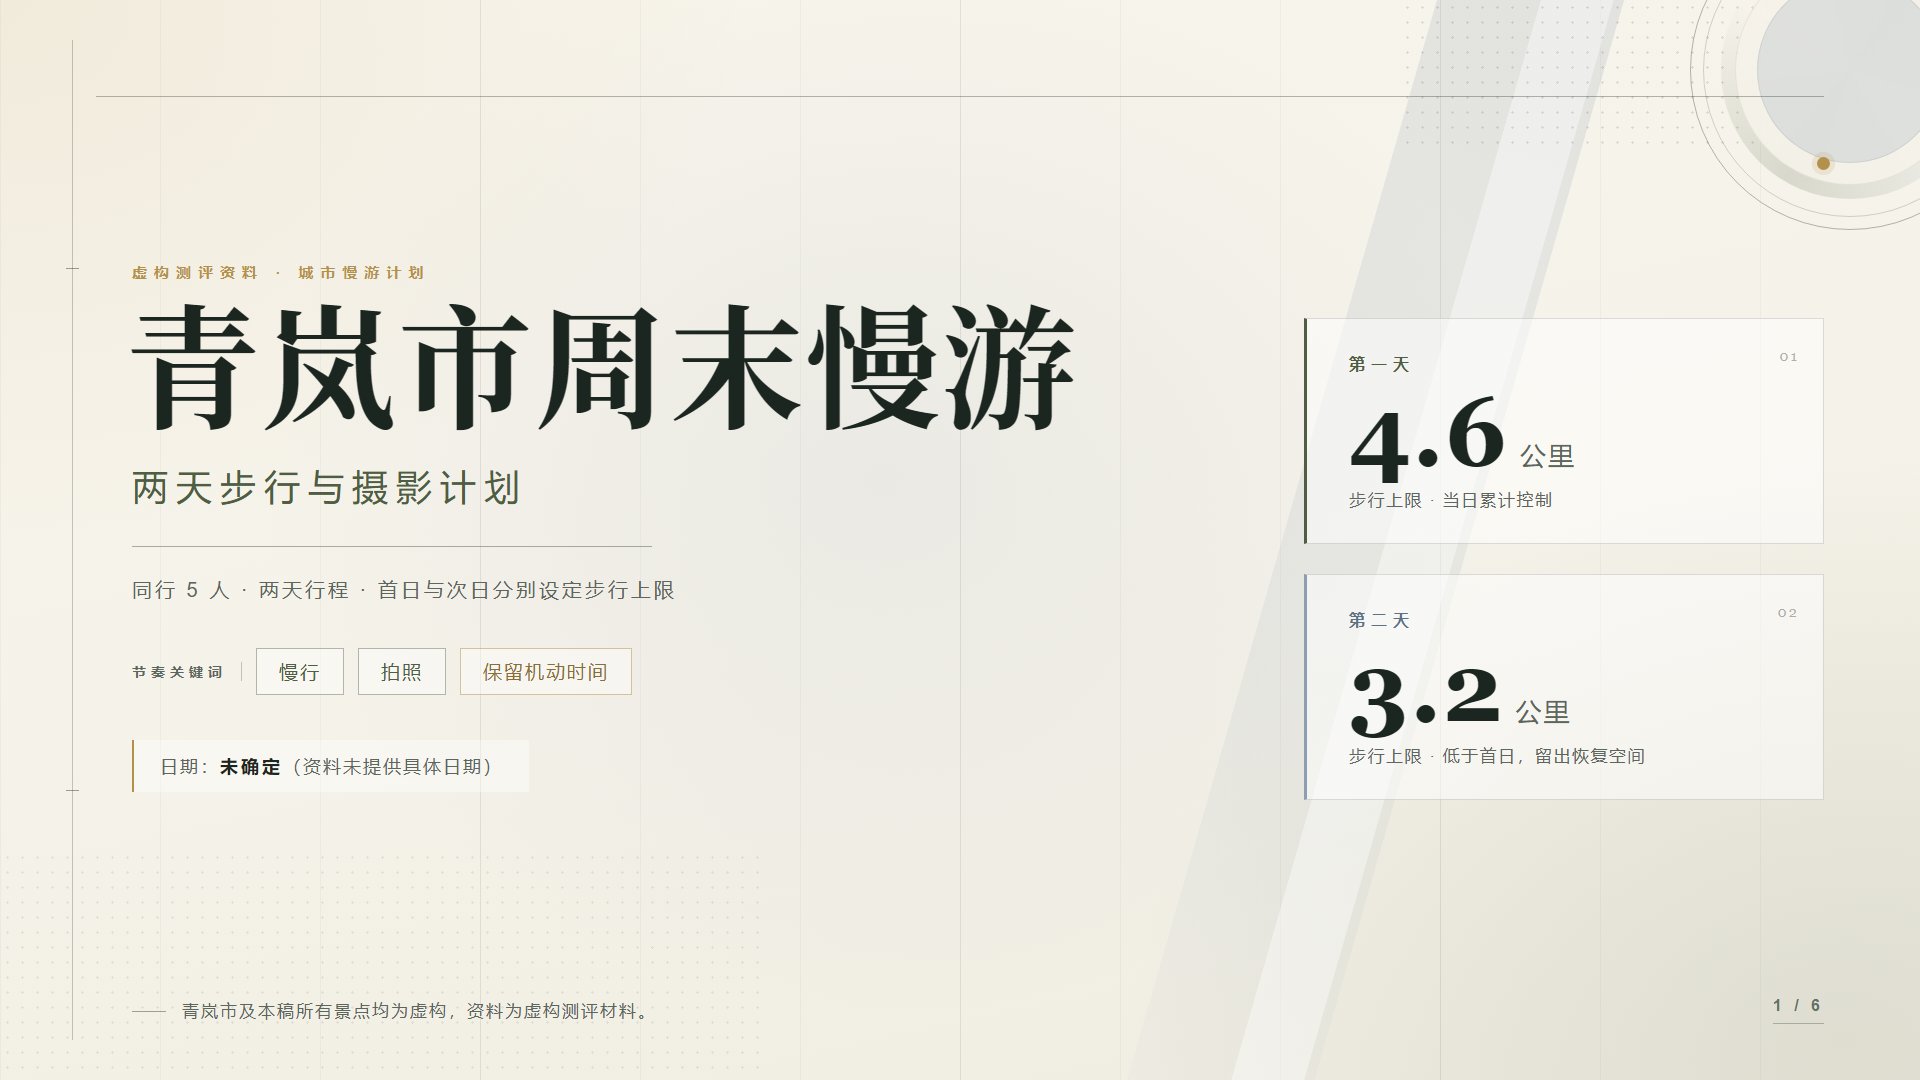 虚构测评资料 · 城市慢游计划
青岚市周末慢游
两天步行与摄影计划
同行 5 人 · 两天行程 · 首日与次日分别设定步行上限
节奏关键词
慢行
拍照
保留机动时间
日期：未确定（资料未提供具体日期）
第一天
01
4.6 公里
步行上限 · 当日累计控制
第二天
02
3.2 公里
步行上限 · 低于首日，留出恢复空间
青岚市及本稿所有景点均为虚构，资料为虚构测评材料。
1 / 6